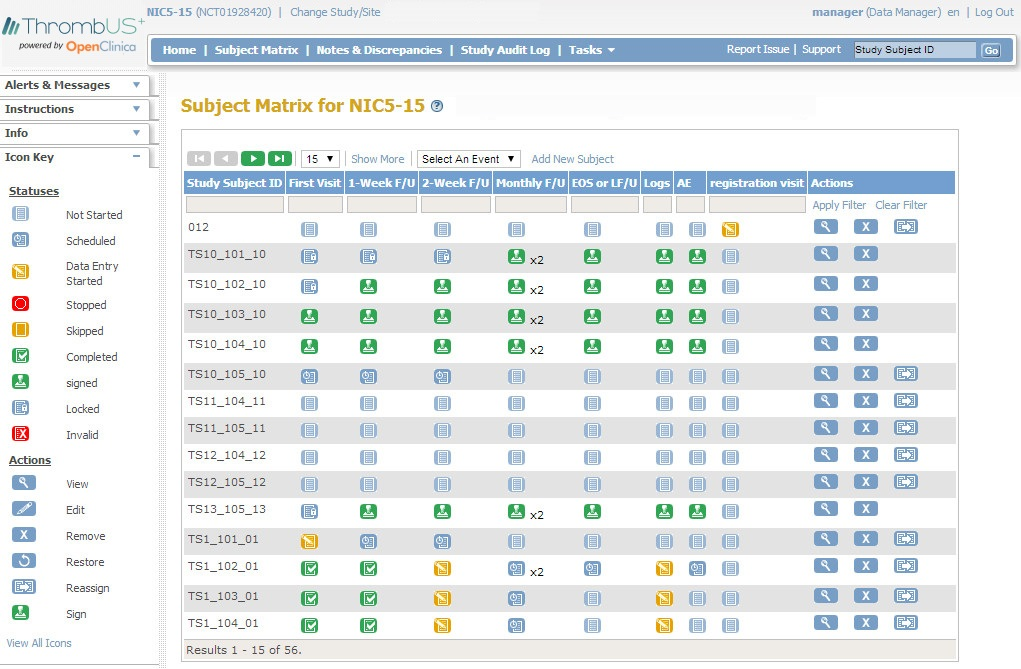 ThrombUS+
powered by OpenClinica
NIC5-15 (NCT01928420) | Change Study/Site
manager (Data Manager) en | Log Out
Home | Subject Matrix | Notes & Discrepancies | Study Audit Log | Tasks
Report Issue | Support Study Subject ID Go
Alerts & Messages
Instructions
Info
Icon Key
Statuses
Not Started
Scheduled
Data Entry
Started
Stopped
Skipped
Completed
signed
Locked
Invalid
Actions
View
Edit
Remove
Restore
Reassign
Sign
View All Icons
Subject Matrix for NIC5-15 ?
15 Show More Select An Event Add New Subject
Study Subject ID First Visit 1-Week F/U 2-Week F/U Monthly F/U EOS or LF/U Logs AE registration visit Actions
Apply Filter Clear Filter
012
TS10_101_10 x2
TS10_102_10 x2
TS10_103_10 x2
TS10_104_10 x2
TS10_105_10
TS11_104_11
TS11_105_11
TS12_104_12
TS12_105_12
TS13_105_13 x2
TS1_101_01
TS1_102_01 x2
TS1_103_01
TS1_104_01
Results 1 - 15 of 56.